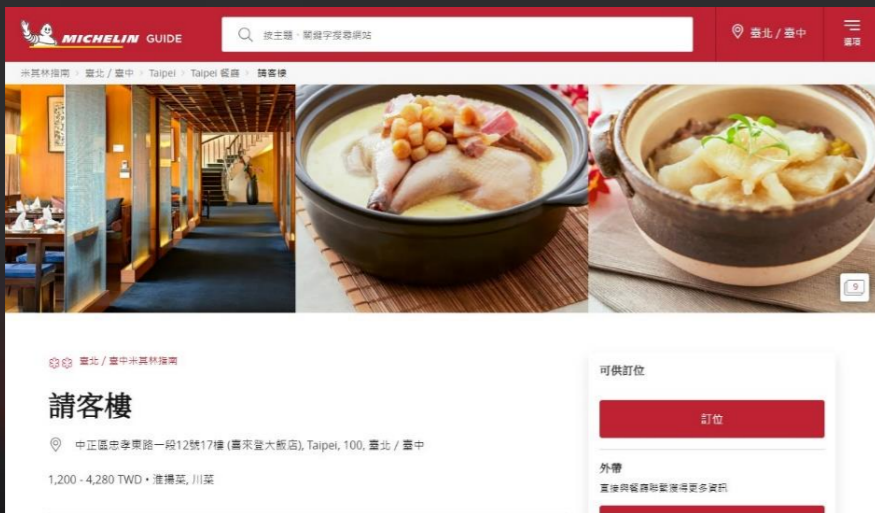 MICHELIN GUIDE
按主題、關鍵字搜尋網站
臺北 / 臺中
選項
米其林指南 › 臺北 / 臺中 › Taipei › Taipei 餐廳 › 請客樓
9
臺北 / 臺中米其林指南
請客樓
中正區忠孝東路一段12號17樓 (喜來登大飯店), Taipei, 100, 臺北 / 臺中
1,200 - 4,280 TWD • 淮揚菜, 川菜
可供訂位
訂位
外帶
直接與餐廳聯繫獲得更多資訊